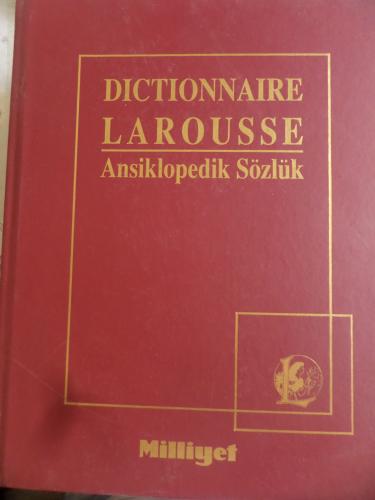 DICTIONNAIRE
LAROUSSE
Ansiklopedik Sözlük
L
Milliyet